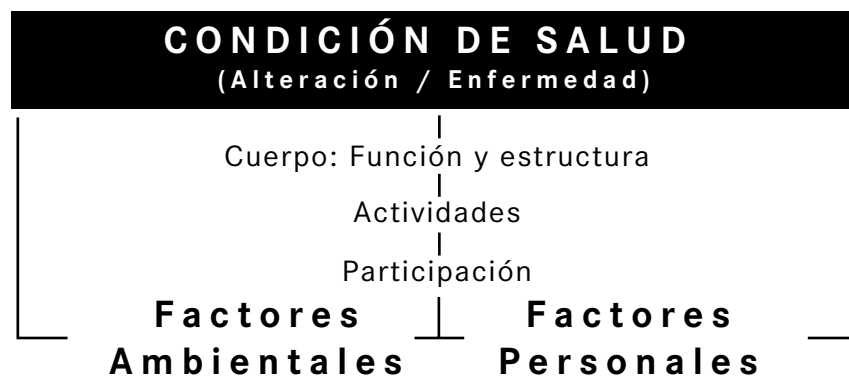 CONDICIÓN DE SALUD
(Alteración / Enfermedad)
Cuerpo: Función y estructura
Actividades
Participación
Factores
Ambientales
Factores
Personales